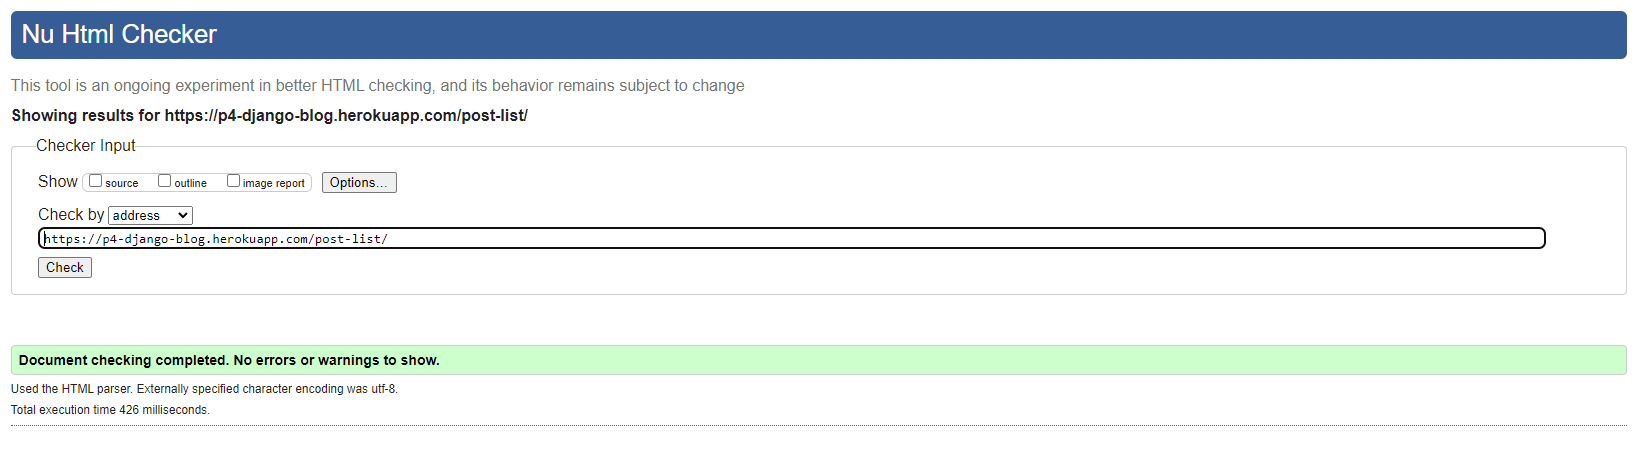 Nu Html Checker
This tool is an ongoing experiment in better HTML checking, and its behavior remains subject to change
Showing results for https://p4-django-blog.herokuapp.com/post-list/
Checker Input
Show source outline image report Options...
Check by address
https://p4-django-blog.herokuapp.com/post-list/
Check
Document checking completed. No errors or warnings to show.
Used the HTML parser. Externally specified character encoding was utf-8.
Total execution time 426 milliseconds.